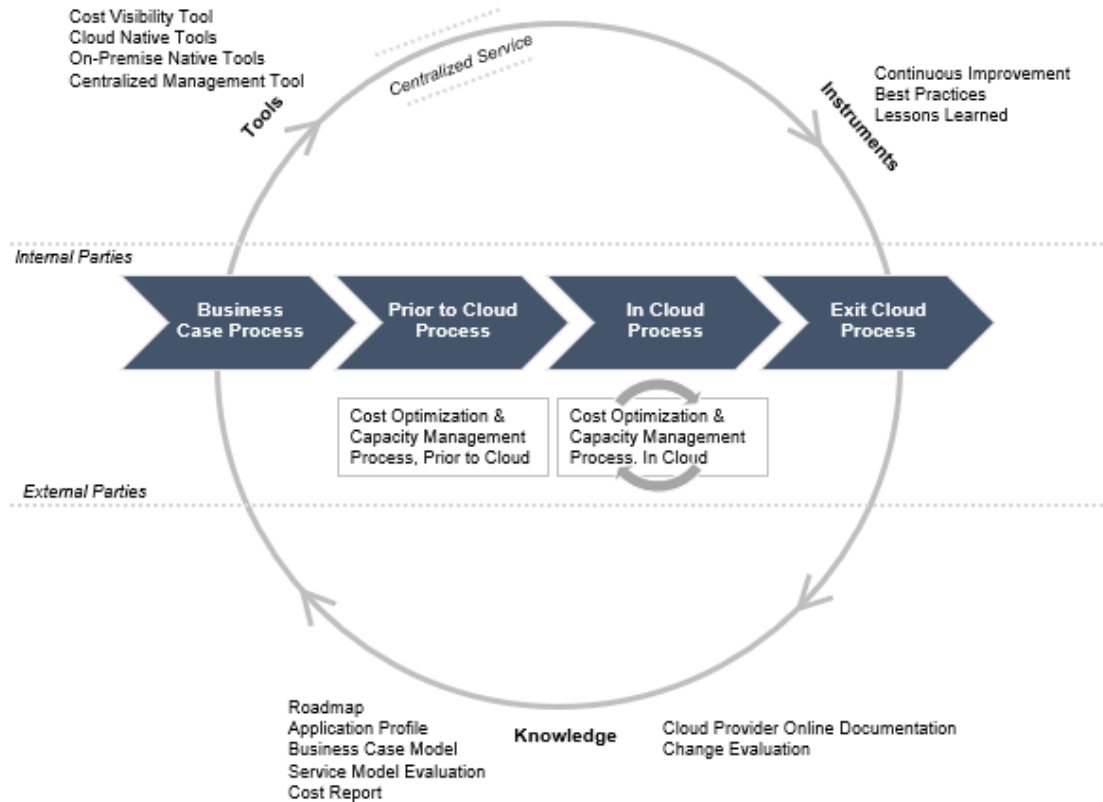 Cost Visibility Tool
Cloud Native Tools
On-Premise Native Tools
Centralized Management Tool
Tools
Centralized Service
Instruments
Continuous Improvement
Best Practices
Lessons Learned
Internal Parties
Business
Case Process
Prior to Cloud
Process
In Cloud
Process
Exit Cloud
Process
Cost Optimization &
Capacity Management
Process, Prior to Cloud
Cost Optimization &
Capacity Management
Process. In Cloud
External Parties
Roadmap
Application Profile
Business Case Model
Service Model Evaluation
Cost Report
Knowledge
Cloud Provider Online Documentation
Change Evaluation